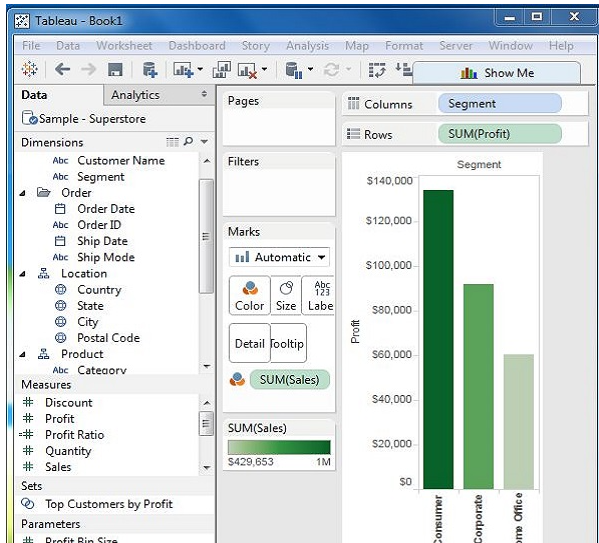 Tableau - Book1
File Data Worksheet Dashboard Story Analysis Map Format Server Window Help
Show Me
Data Analytics
Sample - Superstore
Dimensions
Abc Customer Name
Abc Segment
Order
Order Date
Abc Order ID
Ship Date
Abc Ship Mode
Location
Country
State
City
Postal Code
Product
Abc Category
Measures
# Discount
# Profit
=# Profit Ratio
# Quantity
# Sales
Sets
Top Customers by Profit
Parameters
# Profit Bin Size
Pages
Filters
Marks
Automatic
Abc
123
Color Size Labe
Detail Tooltip
SUM(Sales)
SUM(Sales)
$429,653 1M
Columns Segment
Rows SUM(Profit)
Segment
$140,000
$120,000
$100,000
$80,000
$60,000
$40,000
$20,000
$0
Profit
Consumer
Corporate
me Office